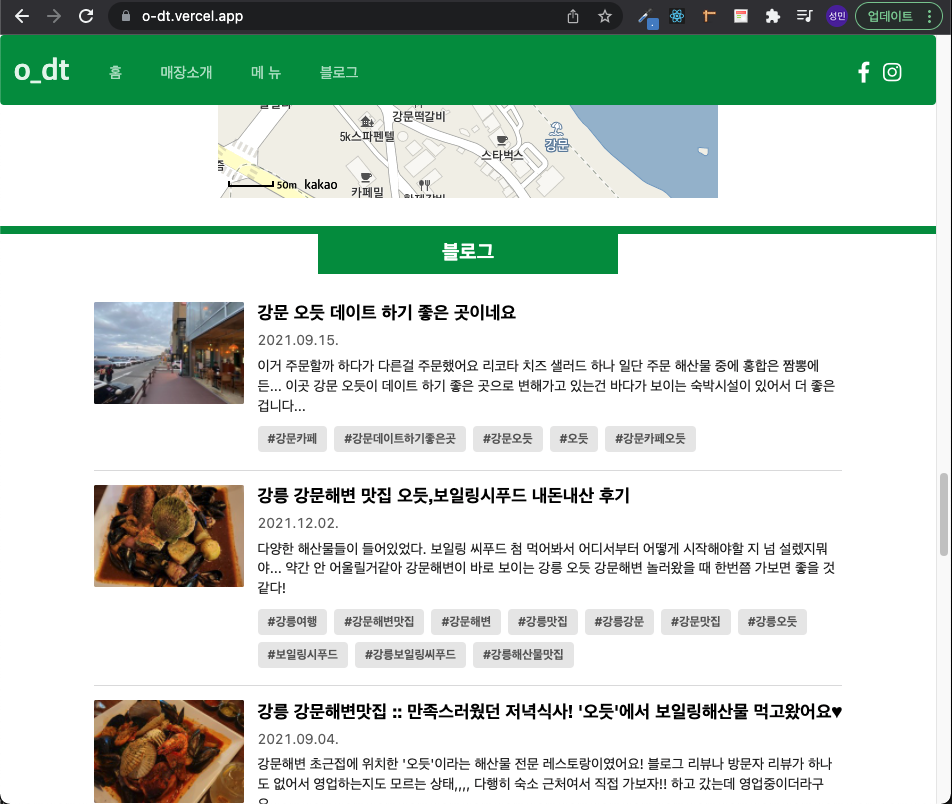 o-dt.vercel.app
성민
업데이트
o_dt 홈 매장소개 메 뉴 블로그
강문떡갈비
5k스파펜텔
스타벅스
강문
50m kakao
카페밀
블로그
강문 오듯 데이트 하기 좋은 곳이네요
2021.09.15.
이거 주문할까 하다가 다른걸 주문했어요 리코타 치즈 샐러드 하나 일단 주문 해산물 중에 홍합은 짬뽕에
든... 이곳 강문 오듯이 데이트 하기 좋은 곳으로 변해가고 있는건 바다가 보이는 숙박시설이 있어서 더 좋은
겁니다...
#강문카페 #강문데이트하기좋은곳 #강문오듯 #오듯 #강문카페오듯
강릉 강문해변 맛집 오듯,보일링시푸드 내돈내산 후기
2021.12.02.
다양한 해산물들이 들어있었다. 보일링 씨푸드 첨 먹어봐서 어디서부터 어떻게 시작해야할 지 넘 설렜지뭐
야... 약간 안 어울릴거같아 강문해변이 바로 보이는 강릉 오듯 강문해변 놀러왔을 때 한번쯤 가보면 좋을 것
같다!
#강릉여행 #강문해변맛집 #강문해변 #강릉맛집 #강릉강문 #강문맛집 #강릉오듯
#보일링시푸드 #강릉보일링씨푸드 #강릉해산물맛집
강릉 강문해변맛집 :: 만족스러웠던 저녁식사! '오듯'에서 보일링해산물 먹고왔어요♥
2021.09.04.
강문해변 초근접에 위치한 '오듯'이라는 해산물 전문 레스토랑이였어요! 블로그 리뷰나 방문자 리뷰가 하나
도 없어서 영업하는지도 모르는 상태,,,, 다행히 숙소 근처여서 직접 가보자!! 하고 갔는데 영업중이더라구